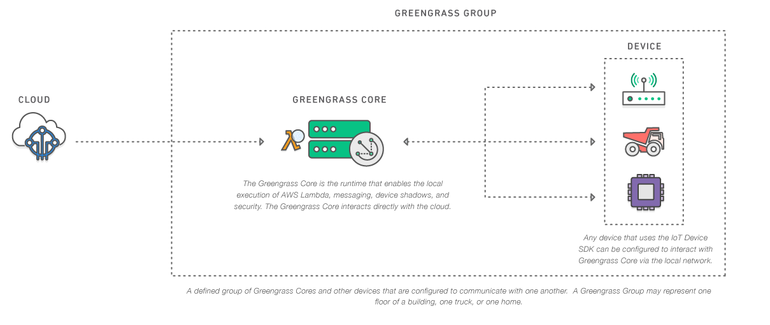 GREENGRASS GROUP
DEVICE
CLOUD
GREENGRASS CORE
The Greengrass Core is the runtime that enables the local
execution of AWS Lambda, messaging, device shadows, and
security. The Greengrass Core interacts directly with the cloud.
Any device that uses the IoT Device
SDK can be configured to interact with
Greengrass Core via the local network.
A defined group of Greengrass Cores and other devices that are configured to communicate with one another. A Greengrass Group may represent one
floor of a building, one truck, or one home.